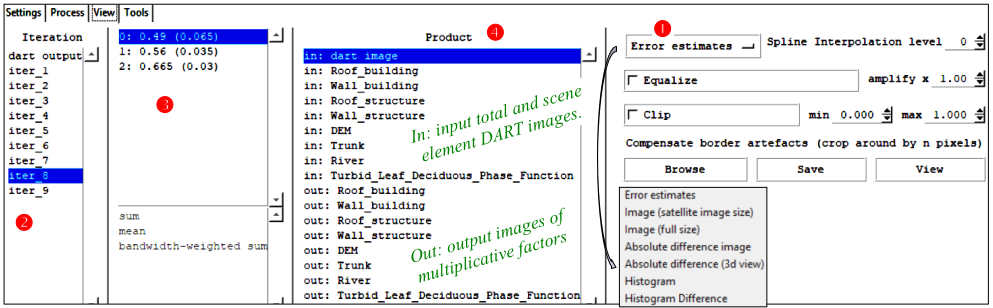 Settings Process View Tools
Iteration
dart output
iter_1
iter_2
iter_3
iter_4
iter_5
iter_6
iter_7
iter_8
iter_9
2
0: 0.49 (0.065)
1: 0.56 (0.035)
2: 0.665 (0.03)
3
sum
mean
bandwidth-weighted sum
Product
4
in: dart image
in: Roof_building
in: Wall_building
in: Roof_structure
in: Wall_structure
in: DEM
in: Trunk
in: River
in: Turbid_Leaf_Deciduous_Phase_Function
out: Roof_building
out: Wall_building
out: Roof_structure
out: Wall_structure
out: DEM
out: Trunk
out: River
out: Turbid_Leaf_Deciduous_Phase_Function
In: input total and scene
element DART images.
Out: output images of
multiplicative factors
1
Error estimates
Spline Interpolation level 0
Equalize
amplify x 1.00
Clip
min 0.000 max 1.000
Compensate border artefacts (crop around by n pixels)
Browse Save View
Error estimates
Image (satellite image size)
Image (full size)
Absolute difference image
Absolute difference (3d view)
Histogram
Histogram Difference